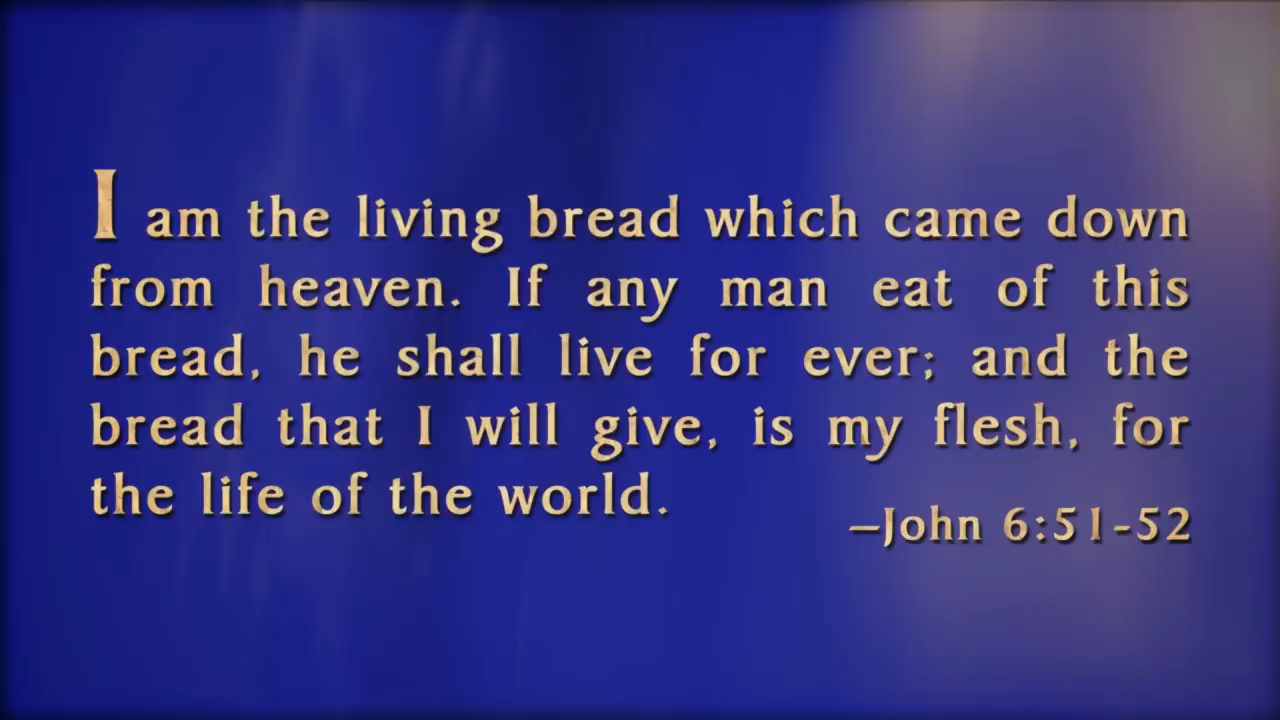 I am the living bread which came down
from heaven. If any man eat of this
bread, he shall live for ever; and the
bread that I will give, is my flesh, for
the life of the world.
–John 6:51-52